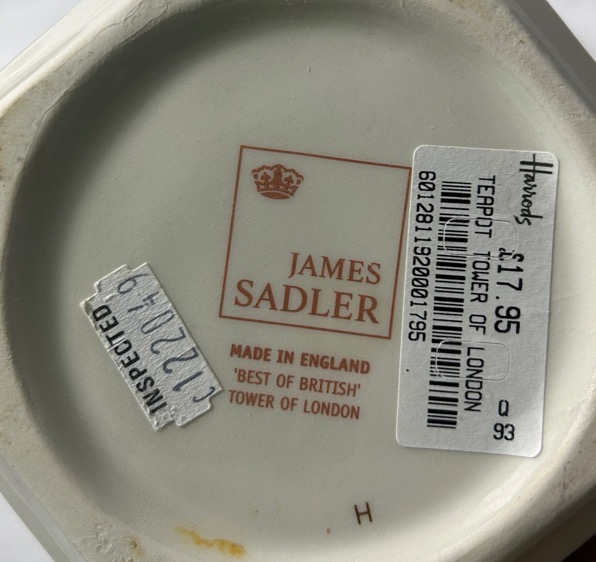 JAMES
SADLER
MADE IN ENGLAND
'BEST OF BRITISH'
TOWER OF LONDON
H
Harrods
£17.95
TEAPOT TOWER OF LONDON
6012811920001795
Q
93
INSPECTED